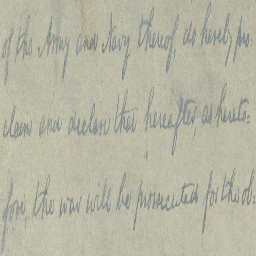 of the Army and Navy thereof, do hereby pro-
claim and declare that hereafter, as hereto-
fore, the war will be prosecuted for the ob-